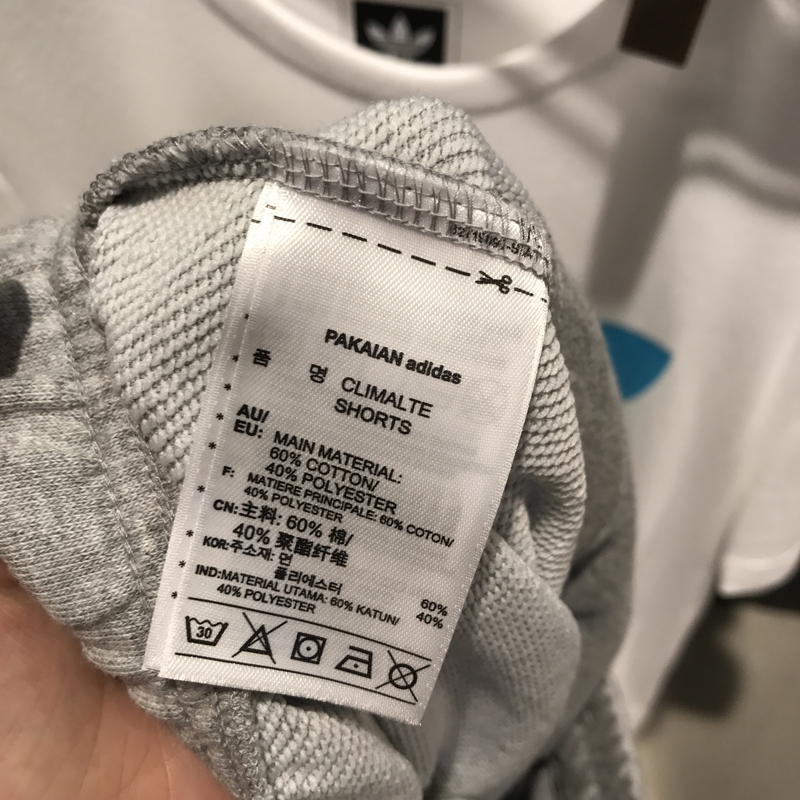 PAKAIAN adidas
* 품 명 CLIMALTE
SHORTS
* AU/
* EU: MAIN MATERIAL:
60% COTTON/
40% POLYESTER
* F: MATIERE PRINCIPALE: 60% COTON/
40% POLYESTER
CN:主料: 60% 棉/
40% 聚酯纤维
* KOR:주소재: 면 60%
폴리에스터 40%
* IND:MATERIAL UTAMA: 60% KATUN/
40% POLYESTER
30